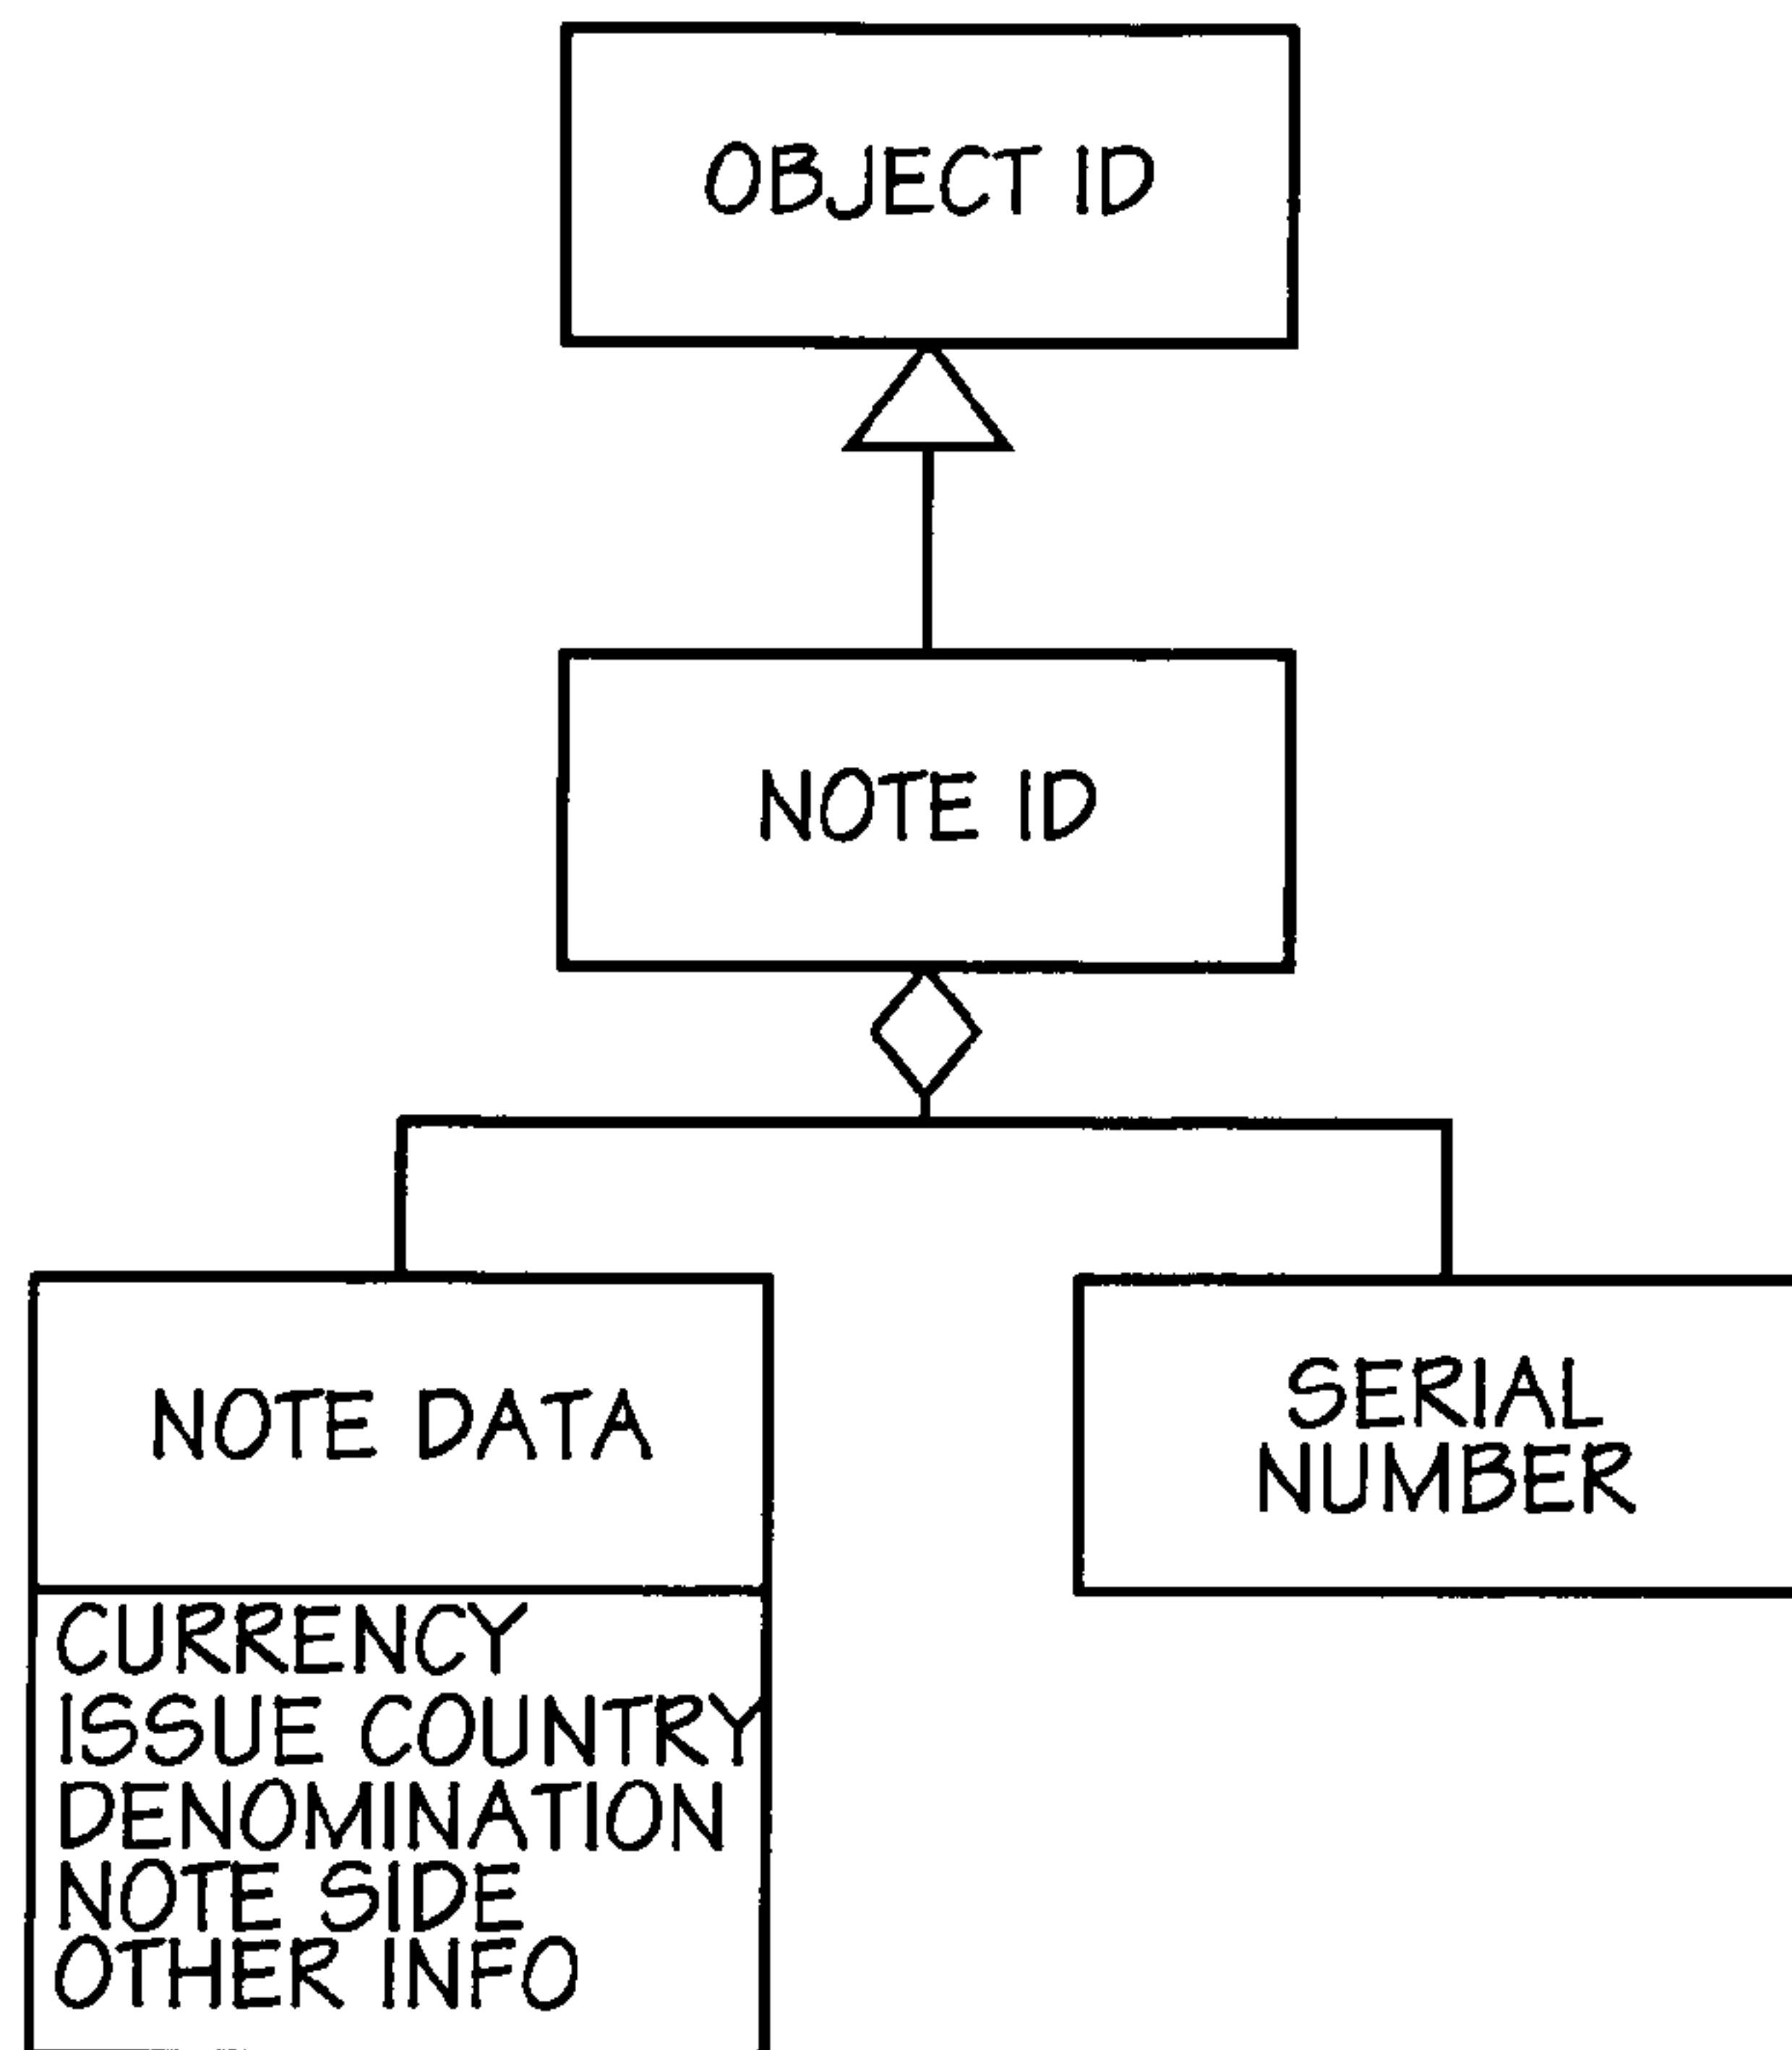 OBJECT ID
NOTE ID
NOTE DATA
SERIAL
NUMBER
CURRENCY
ISSUE COUNTRY
DENOMINATION
NOTE SIDE
OTHER INFO